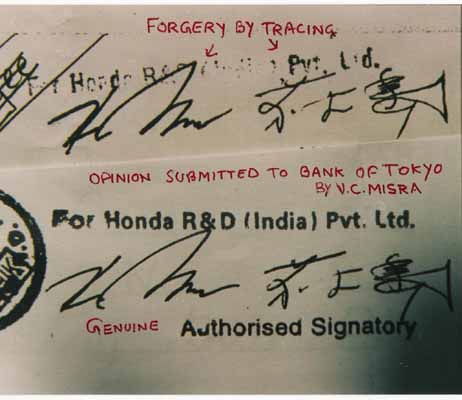 FORGERY BY TRACING
For Honda R&D (India) Pvt. Ltd.
OPINION SUBMITTED TO BANK OF TOKYO
BY V.C. MISRA
For Honda R&D (India) Pvt. Ltd.
GENUINE
Authorised Signatory